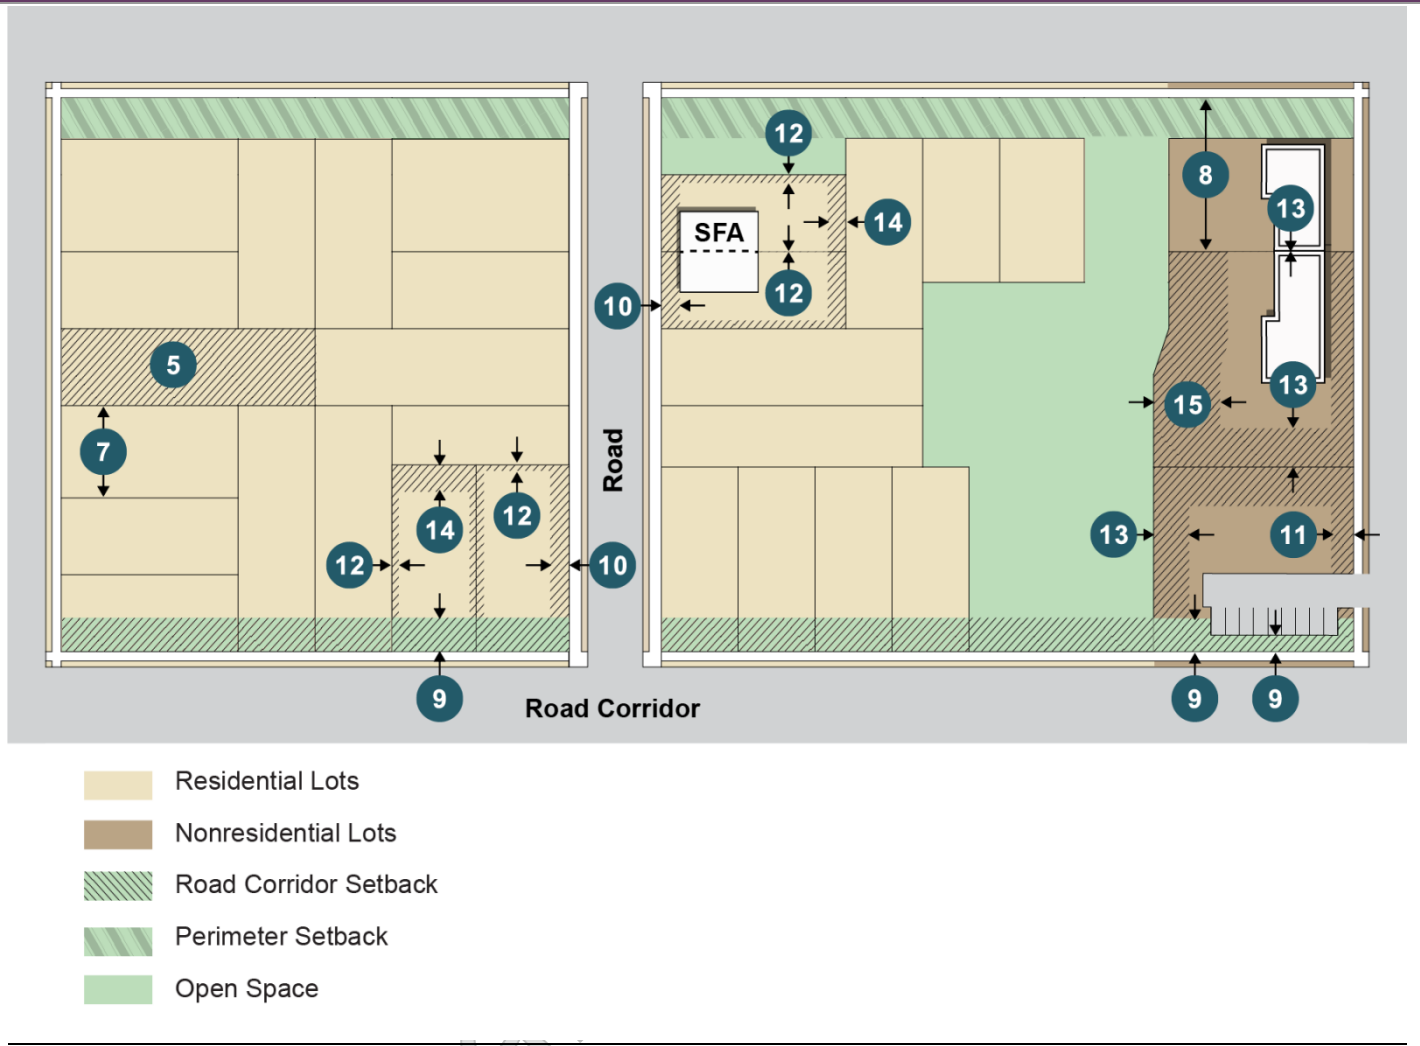 12
8
13
SFA
14
12
10
5
13
15
7
Road
12
14
13
11
12
10
9
9
9
Road Corridor
Residential Lots
Nonresidential Lots
Road Corridor Setback
Perimeter Setback
Open Space